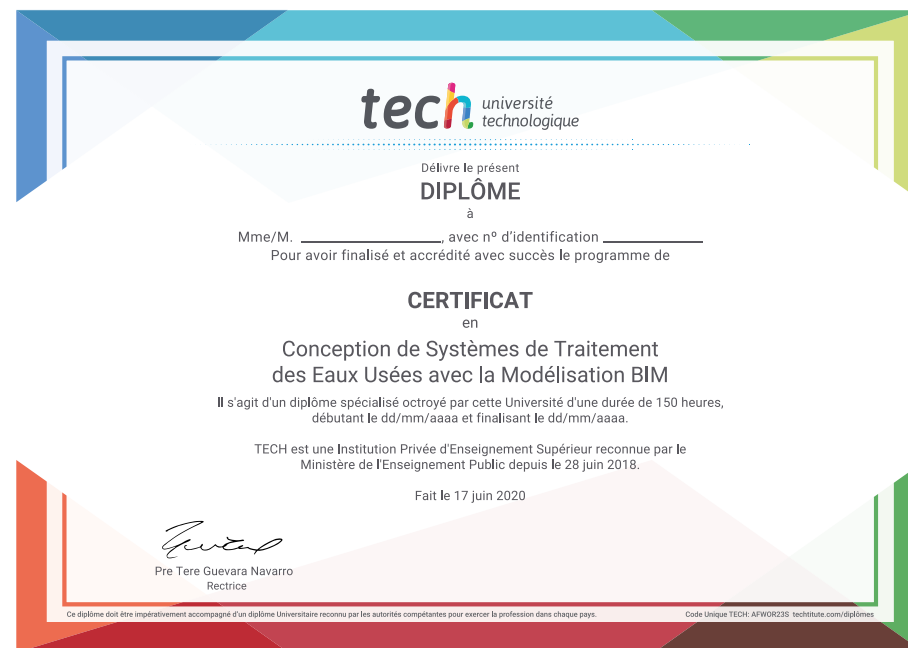 tech université
technologique
Délivre le présent
DIPLÔME
à
Mme/M. ____________________, avec nº d'identification ______________
Pour avoir finalisé et accrédité avec succès le programme de
CERTIFICAT
en
Conception de Systèmes de Traitement
des Eaux Usées avec la Modélisation BIM
Il s'agit d'un diplôme spécialisé octroyé par cette Université d'une durée de 150 heures,
débutant le dd/mm/aaaa et finalisant le dd/mm/aaaa.
TECH est une Institution Privée d'Enseignement Supérieur reconnue par le
Ministère de l'Enseignement Public depuis le 28 juin 2018.
Fait le 17 juin 2020
Pre Tere Guevara Navarro
Rectrice
Ce diplôme doit être impérativement accompagné d'un diplôme Universitaire reconnu par les autorités compétentes pour exercer la profession dans chaque pays.
Code Unique TECH: AFWOR23S techtitute.com/diplômes